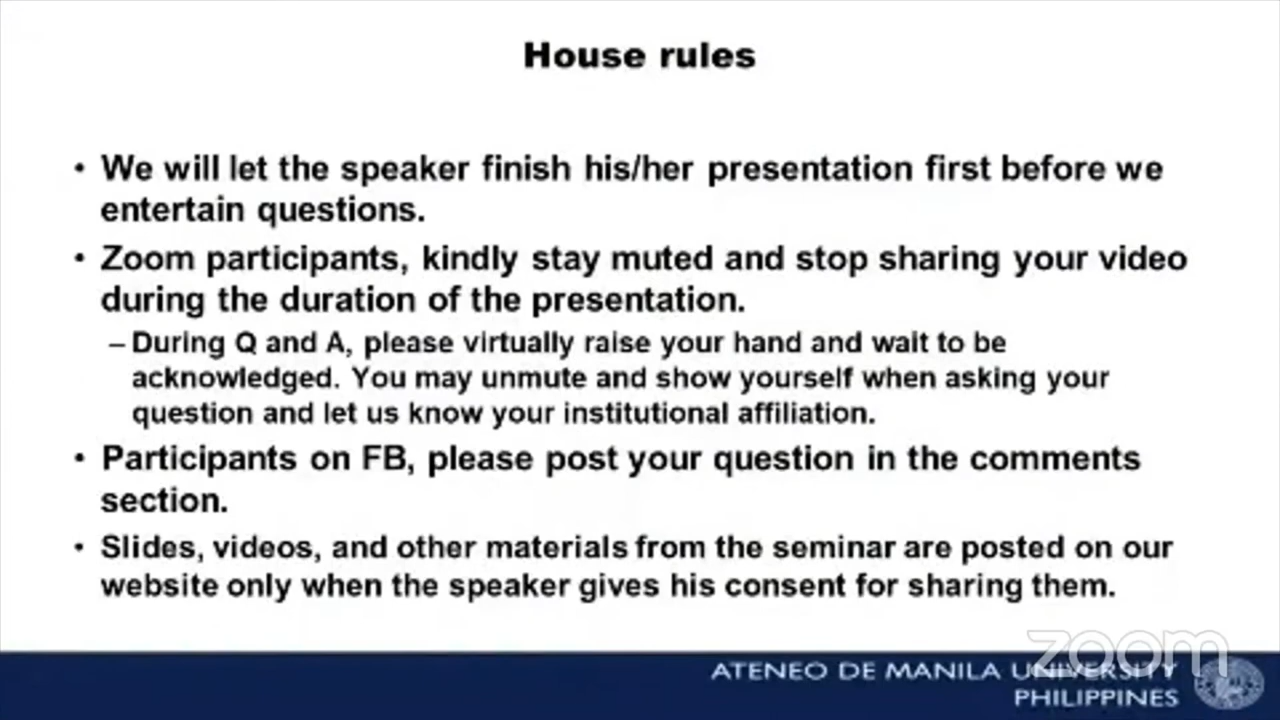 House rules
• We will let the speaker finish his/her presentation first before we
entertain questions.
• Zoom participants, kindly stay muted and stop sharing your video
during the duration of the presentation.
– During Q and A, please virtually raise your hand and wait to be
acknowledged. You may unmute and show yourself when asking your
question and let us know your institutional affiliation.
• Participants on FB, please post your question in the comments
section.
• Slides, videos, and other materials from the seminar are posted on our
website only when the speaker gives his consent for sharing them.
zoom
ATENEO DE MANILA UNIVERSITY
PHILIPPINES